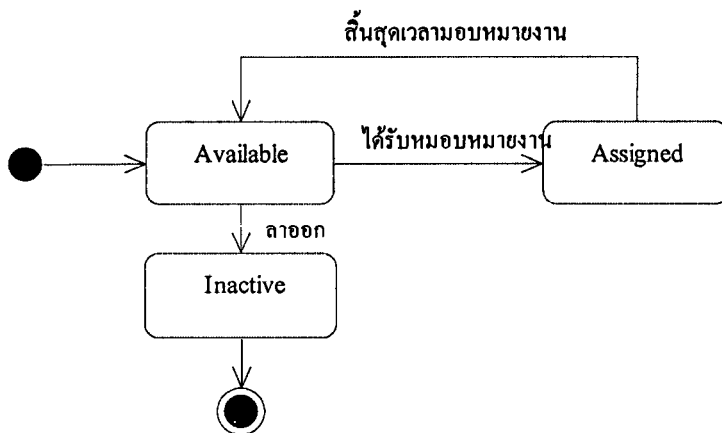 สิ้นสุดเวลามอบหมายงาน
Available
ได้รับหมอบหมายงาน
Assigned
ลาออก
Inactive